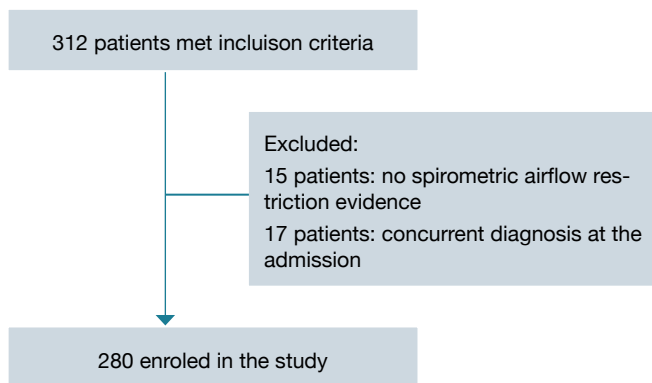 312 patients met incluison criteria
Excluded:
15 patients: no spirometric airflow res-
triction evidence
17 patients: concurrent diagnosis at the
admission
280 enroled in the study